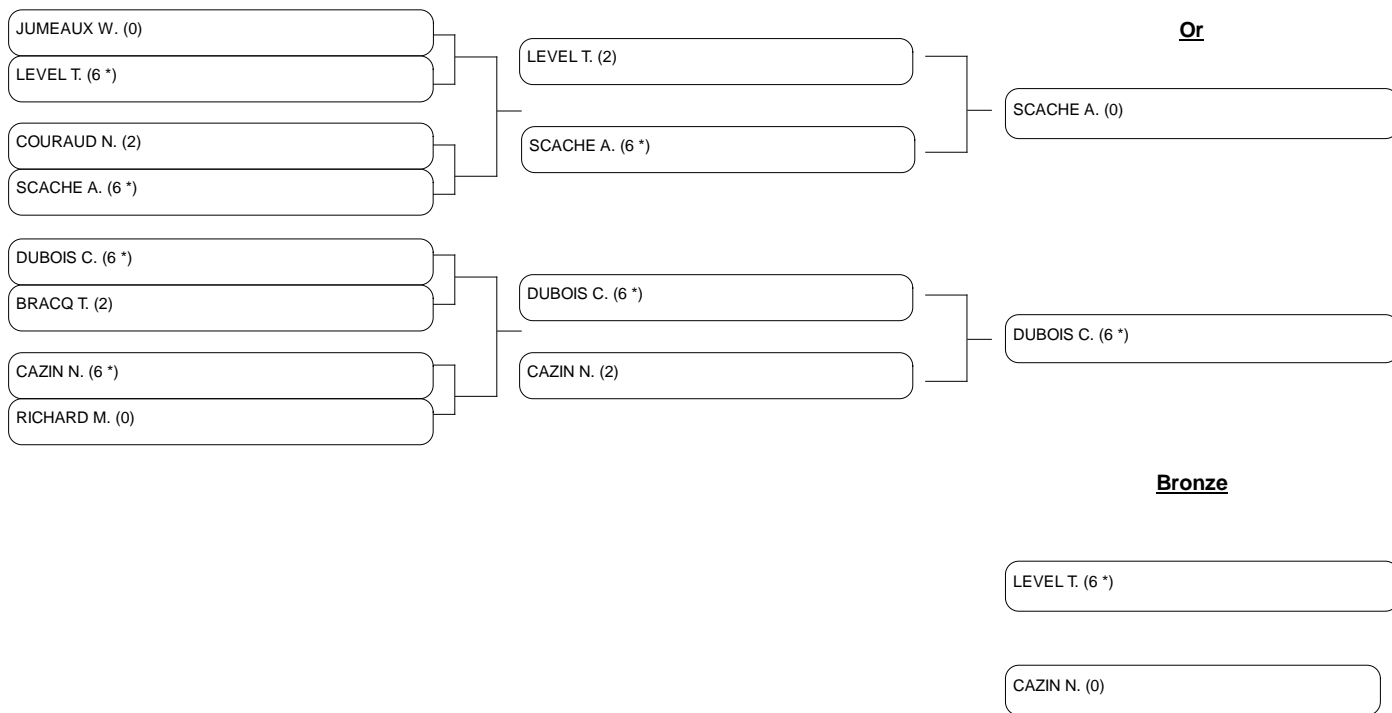 JUMEAUX W. (0)
LEVEL T. (6 *)
COURAUD N. (2)
SCACHE A. (6 *)
DUBOIS C. (6 *)
BRACQ T. (2)
CAZIN N. (6 *)
RICHARD M. (0)
LEVEL T. (2)
SCACHE A. (6 *)
DUBOIS C. (6 *)
CAZIN N. (2)
Or
SCACHE A. (0)
DUBOIS C. (6 *)
Bronze
LEVEL T. (6 *)
CAZIN N. (0)